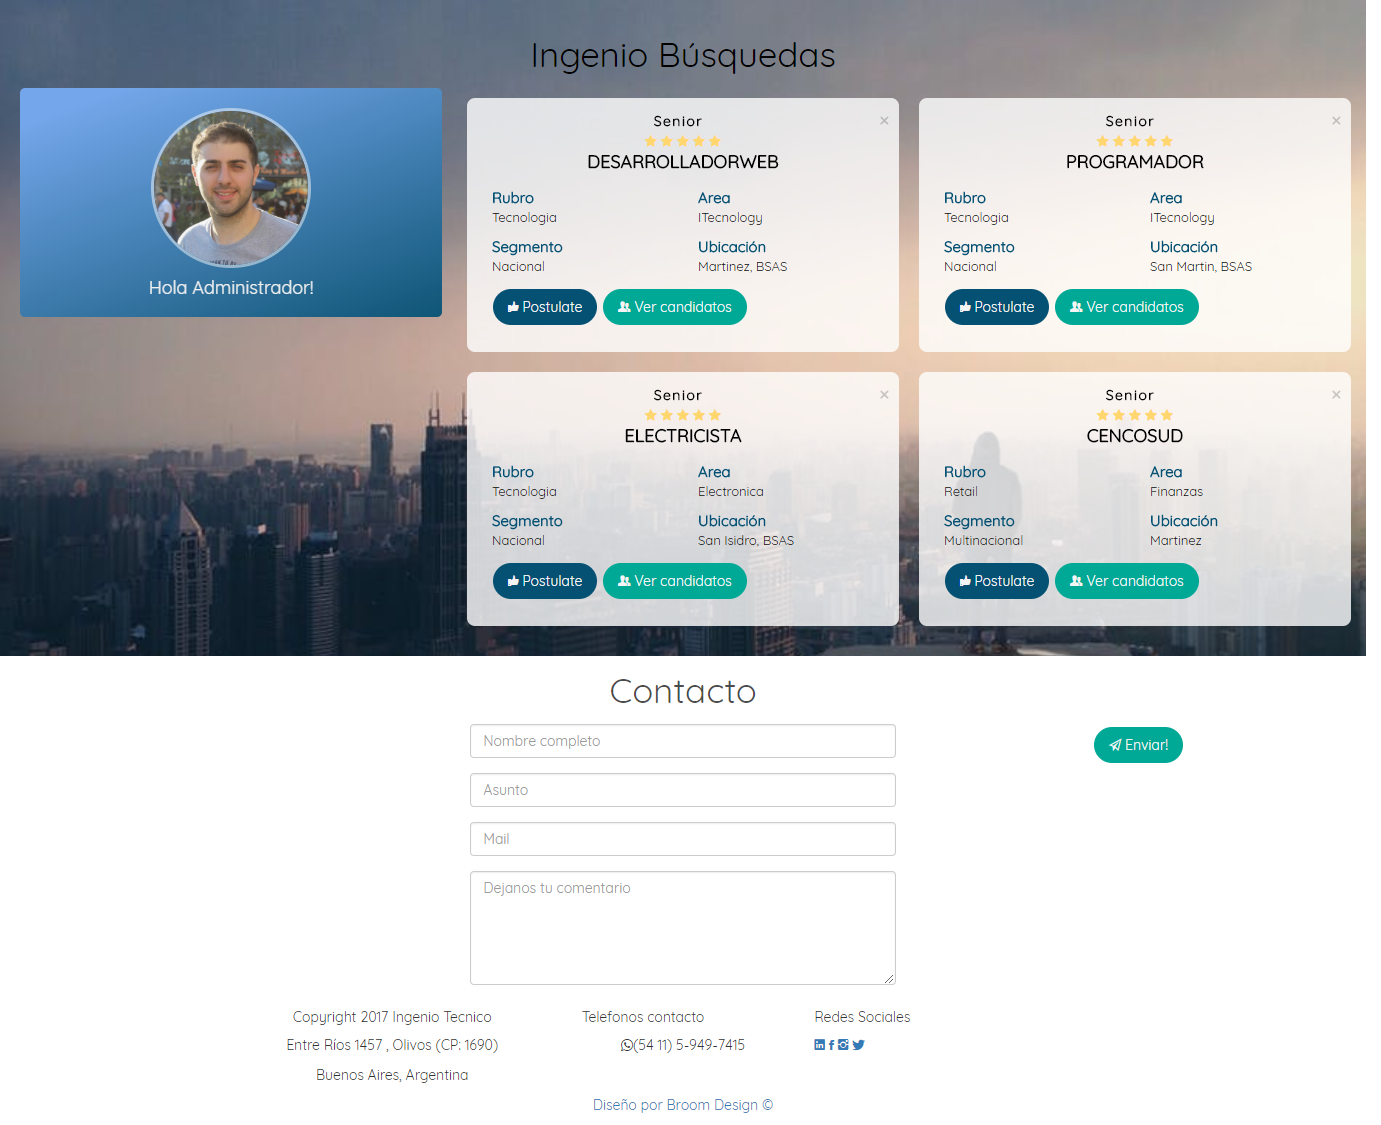 Ingenio Búsquedas
Hola Administrador!
Senior
DESARROLLADORWEB
Rubro Area
Tecnologia ITecnology
Segmento Ubicación
Nacional Martinez, BSAS
Postulate Ver candidatos
Senior
PROGRAMADOR
Rubro Area
Tecnologia ITecnology
Segmento Ubicación
Nacional San Martin, BSAS
Postulate Ver candidatos
Senior
ELECTRICISTA
Rubro Area
Tecnologia Electronica
Segmento Ubicación
Nacional San Isidro, BSAS
Postulate Ver candidatos
Senior
CENCOSUD
Rubro Area
Retail Finanzas
Segmento Ubicación
Multinacional Martinez
Postulate Ver candidatos
Contacto
Nombre completo
Enviar!
Asunto
Mail
Dejanos tu comentario
Copyright 2017 Ingenio Tecnico
Entre Ríos 1457 , Olivos (CP: 1690)
Buenos Aires, Argentina
Telefonos contacto
(54 11) 5-949-7415
Redes Sociales
Diseño por Broom Design ©